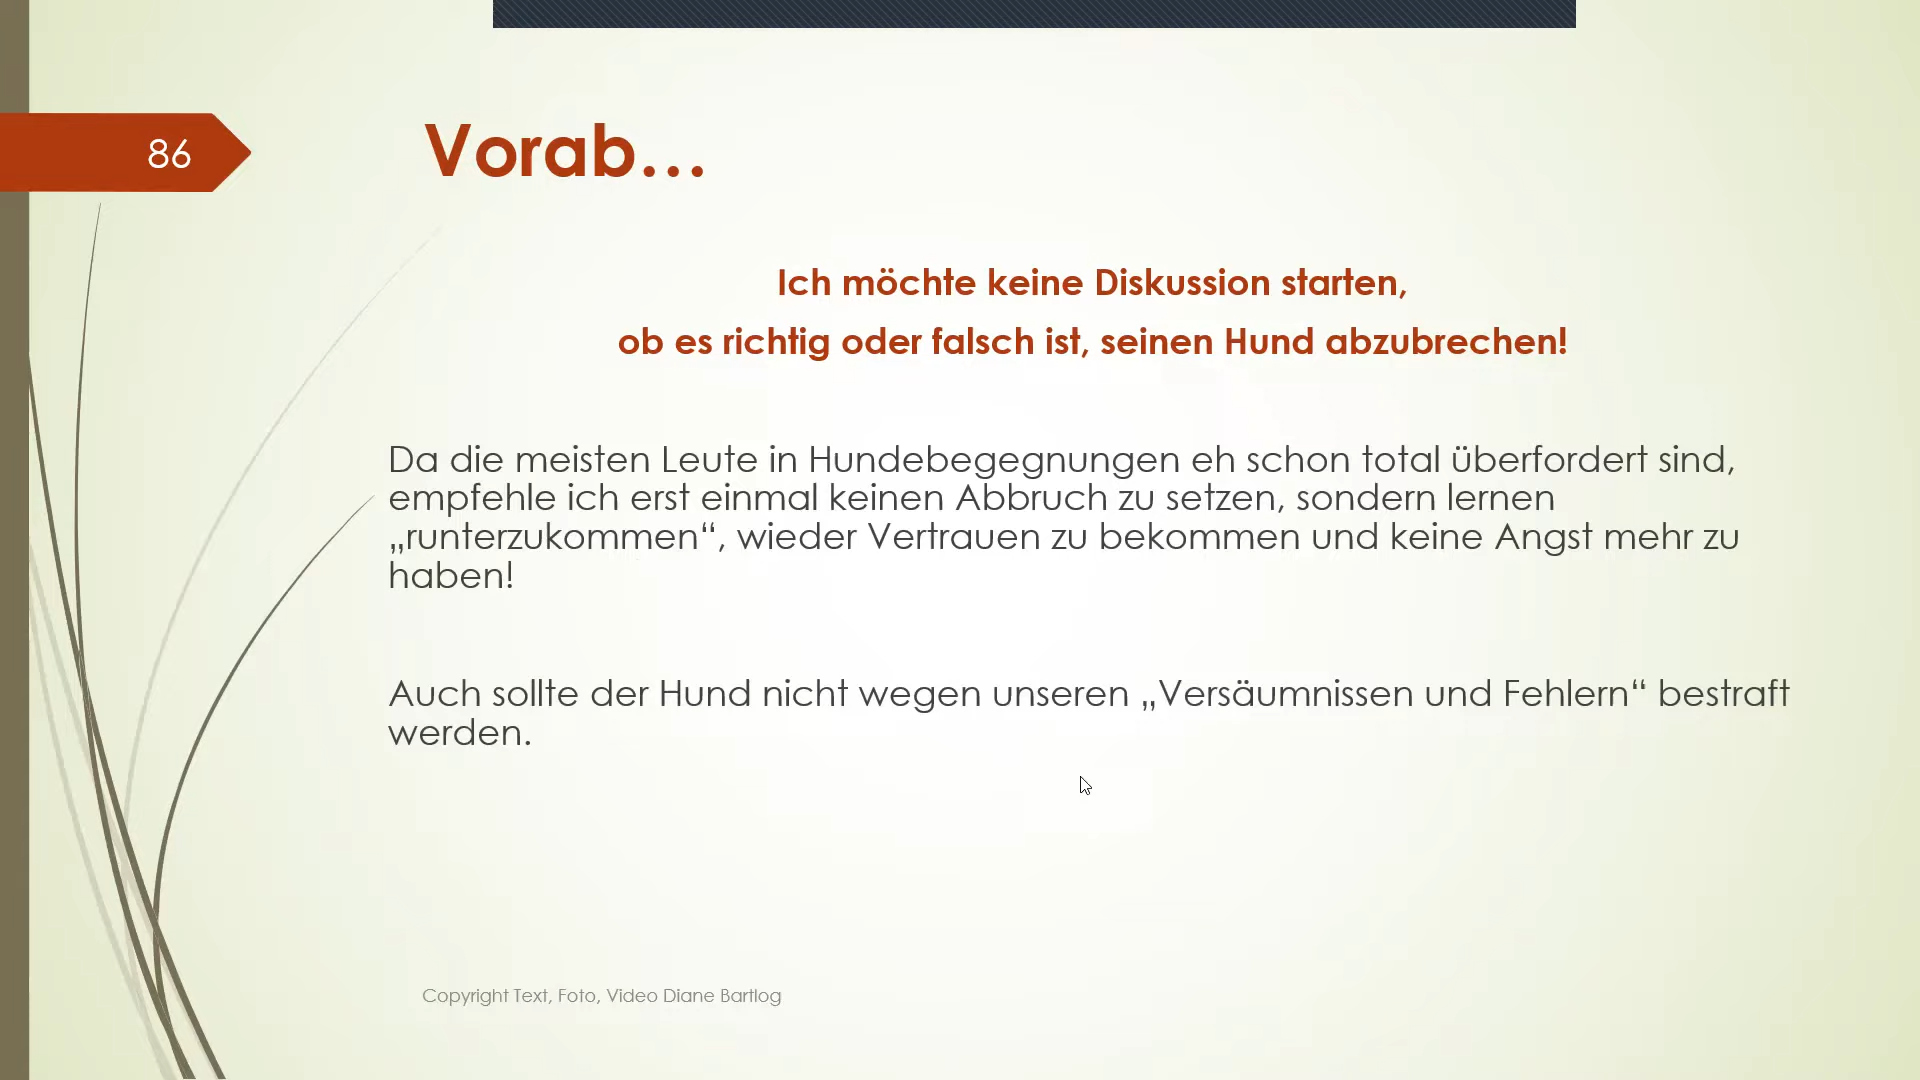 86
Vorab...
Ich möchte keine Diskussion starten,
ob es richtig oder falsch ist, seinen Hund abzubrechen!
Da die meisten Leute in Hundebegegnungen eh schon total überfordert sind,
empfehle ich erst einmal keinen Abbruch zu setzen, sondern lernen
„runterzukommen“, wieder Vertrauen zu bekommen und keine Angst mehr zu
haben!
Auch sollte der Hund nicht wegen unseren „Versäumnissen und Fehlern“ bestraft
werden.
Copyright Text, Foto, Video Diane Bartlog